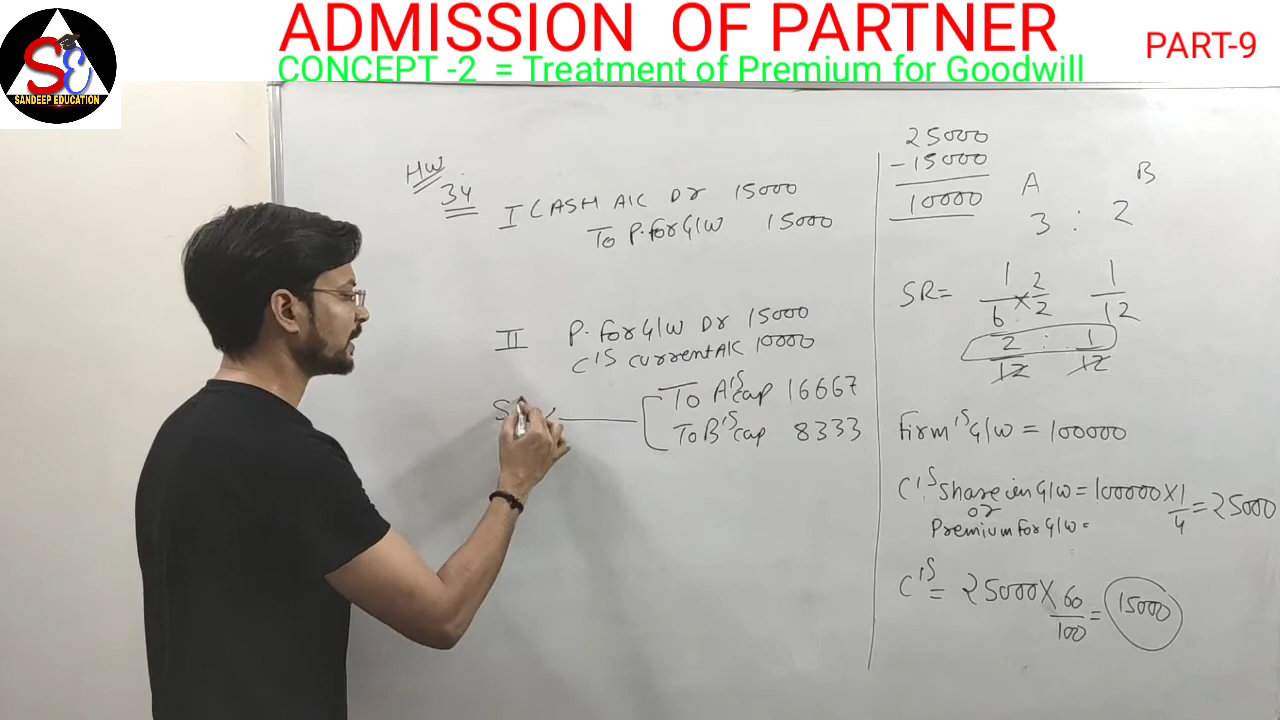 ADMISSION OF PARTNER
PART-9
CONCEPT -2 = Treatment of Premium for Goodwill
SE
SANDEEP EDUCATION
HW
34
I CASH A/C Dr 15000
To P. for G/W 15000
II P. for G/W Dr 15000
C's current A/C 10000
To A's cap 16667
To B's cap 8333
25000
-15000
10000
A B
3 : 2
SR= 1/6 × 2/2 1/12
2/12 : 1/12
Firm's G/W = 100000
C's share in G/W = 100000 × 1/4 = 25000
or
Premium for G/W =
C's = 25000 × 60/100 = 15000